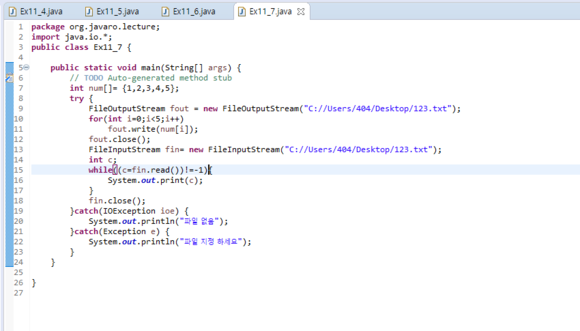 Ex11_4.java Ex11_5.java Ex11_6.java Ex11_7.java
1 package org.javaro.lecture;
2 import java.io.*;
3 public class Ex11_7 {
4
5 public static void main(String[] args) {
6 // TODO Auto-generated method stub
7 int num[]= {1,2,3,4,5};
8 try {
9 FileOutputStream fout = new FileOutputStream("C://Users/404/Desktop/123.txt");
10 for(int i=0;i<5;i++)
11 fout.write(num[i]);
12 fout.close();
13 FileInputStream fin= new FileInputStream("C://Users/404/Desktop/123.txt");
14 int c;
15 while((c=fin.read())!=-1){
16 System.out.print(c);
17 }
18 fin.close();
19 }catch(IOException ioe) {
20 System.out.println("파일 없음");
21 }catch(Exception e) {
22 System.out.println("파일 지정 하세요");
23 }
24 }
25
26 }
27